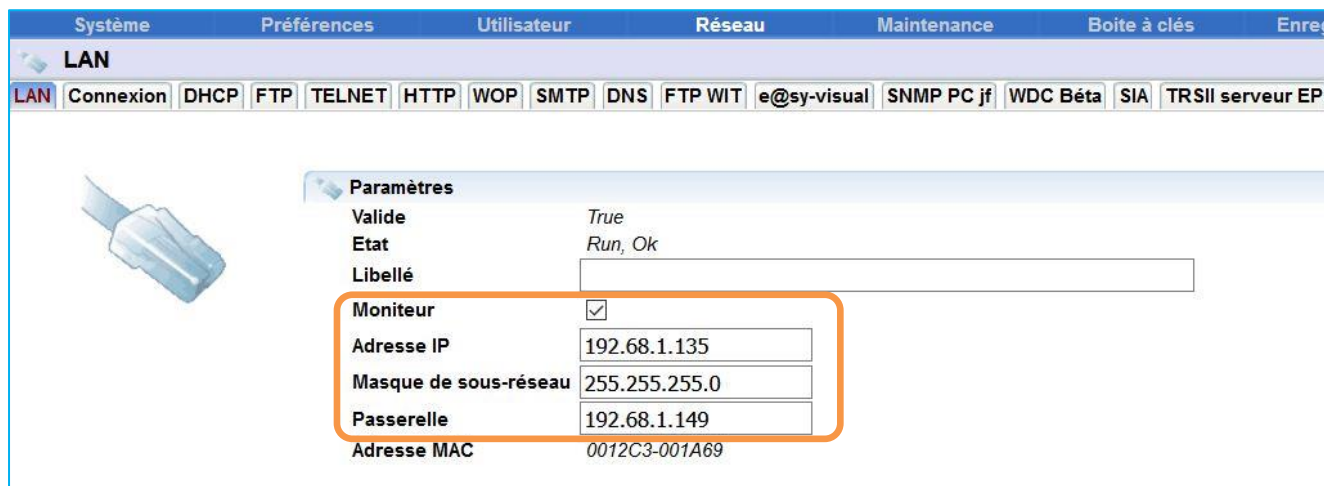 Système Préférences Utilisateur Réseau Maintenance Boite à clés Enreg
LAN
LAN Connexion DHCP FTP TELNET HTTP WOP SMTP DNS FTP WIT e@sy-visual SNMP PC jf WDC Béta SIA TRSII serveur EP
Paramètres
Valide True
Etat Run, Ok
Libellé
Moniteur
Adresse IP 192.68.1.135
Masque de sous-réseau 255.255.255.0
Passerelle 192.68.1.149
Adresse MAC 0012C3-001A69